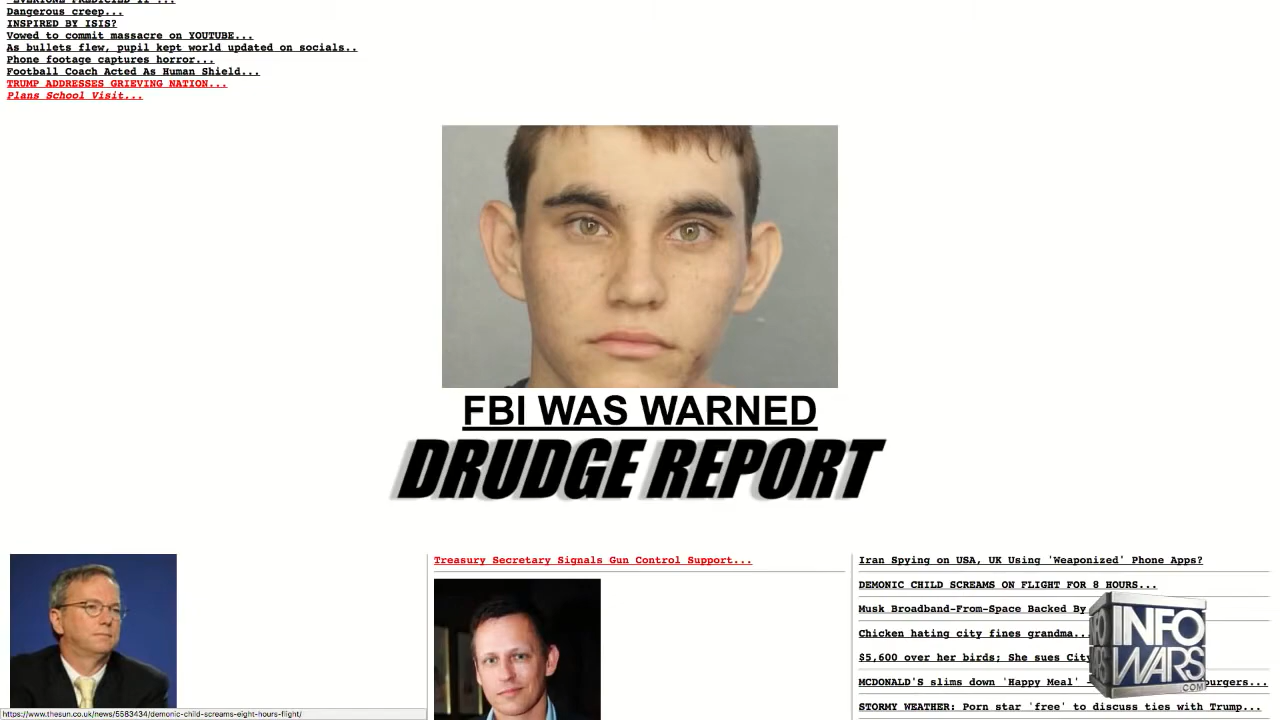 "EVERYONE PREDICTED IT"...
Dangerous creep...
INSPIRED BY ISIS?
Vowed to commit massacre on YOUTUBE...
As bullets flew, pupil kept world updated on socials..
Phone footage captures horror...
Football Coach Acted As Human Shield...
TRUMP ADDRESSES GRIEVING NATION...
Plans School Visit...
FBI WAS WARNED
DRUDGE REPORT
Treasury Secretary Signals Gun Control Support...
Iran Spying on USA, UK Using 'Weaponized' Phone Apps?
DEMONIC CHILD SCREAMS ON FLIGHT FOR 8 HOURS...
Musk Broadband-From-Space Backed By
Chicken hating city fines grandma...
$5,600 over her birds; She sues City
MCDONALD'S slims down 'Happy Meal' burgers...
STORMY WEATHER: Porn star 'free' to discuss ties with Trump...
INFO
WARS
.COM
https://www.thesun.co.uk/news/5583434/demonic-child-screams-eight-hours-flight/